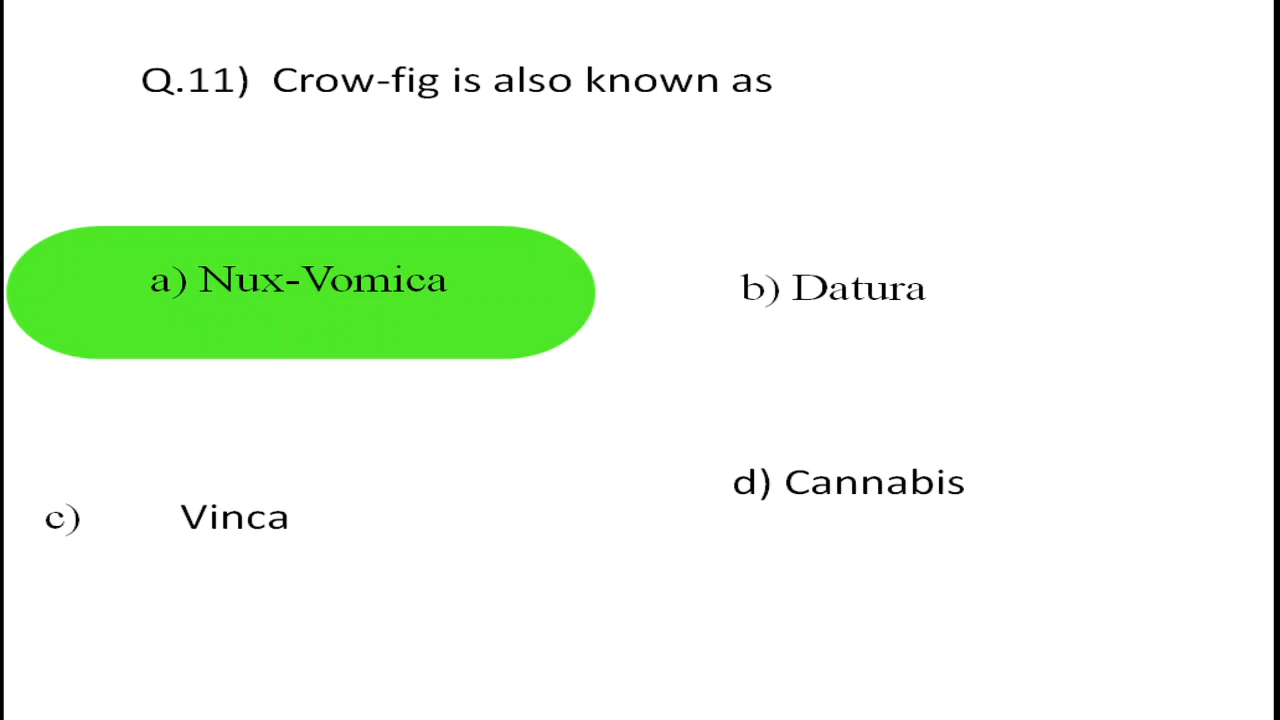 Q.11) Crow-fig is also known as
a) Nux-Vomica
b) Datura
c) Vinca
d) Cannabis